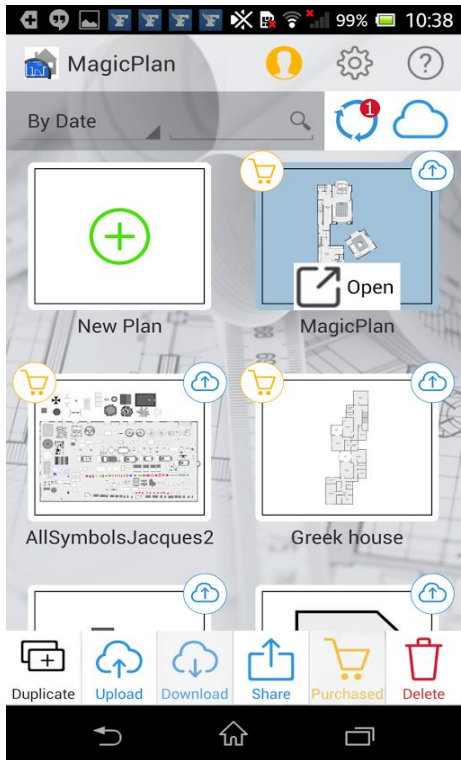 99% 10:38
MagicPlan
By Date
1
New Plan
Open
MagicPlan
AllSymbolsJacques2
Greek house
Duplicate Upload Download Share Purchased Delete